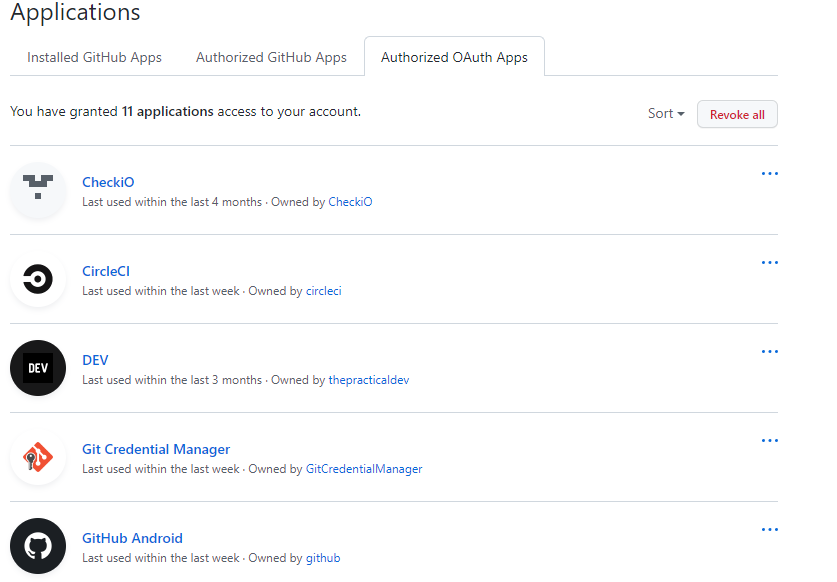 Applications
Installed GitHub Apps
Authorized GitHub Apps
Authorized OAuth Apps
You have granted 11 applications access to your account.
Sort
Revoke all
CheckiO
Last used within the last 4 months · Owned by CheckiO
CircleCI
Last used within the last week · Owned by circleci
DEV
DEV
Last used within the last 3 months · Owned by thepracticaldev
Git Credential Manager
Last used within the last week · Owned by GitCredentialManager
GitHub Android
Last used within the last week · Owned by github